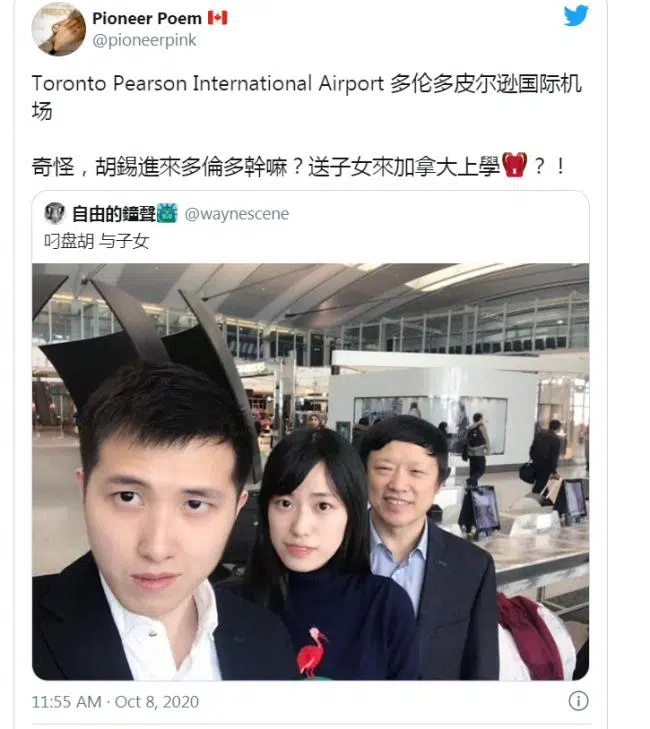 Pioneer Poem
@pioneerpink
Toronto Pearson International Airport 多伦多皮尔逊国际机
场
奇怪，胡錫進來多倫多幹嘛？送子女來加拿大上學？！
自由的鐘聲 @waynescene
叼盘胡 与子女
11:55 AM · Oct 8, 2020